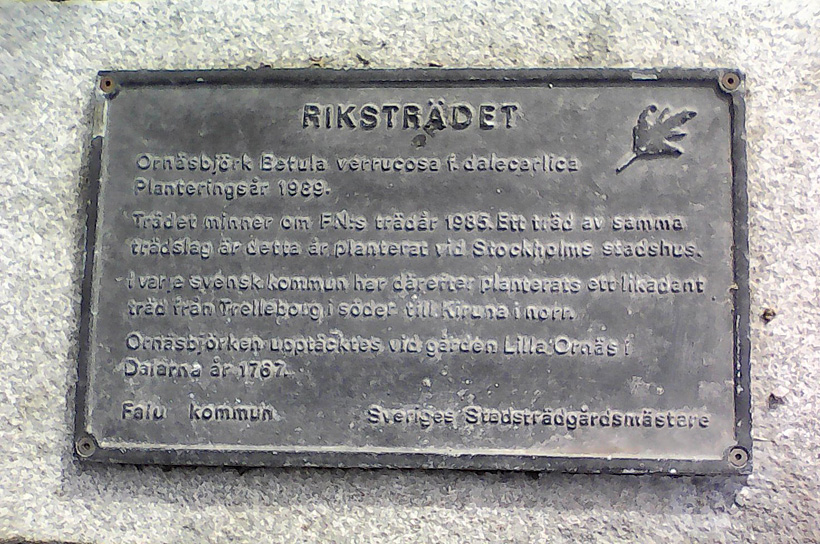 RIKSTRÄDET
Ornäsbjörk Betula verrucosa f. dalecarlica
Planteringsår 1989.
Trädet minner om FN:s trädår 1985. Ett träd av samma
trädslag är detta år planterat vid Stockholms stadshus.
I varje svensk kommun har därefter planterats ett likadant
träd från Trelleborg i söder till Kiruna i norr.
Ornäsbjörken upptäcktes vid gården Lilla Ornäs i
Dalarna år 1767.
Falu kommun Sveriges Stadsträdgårdsmästare